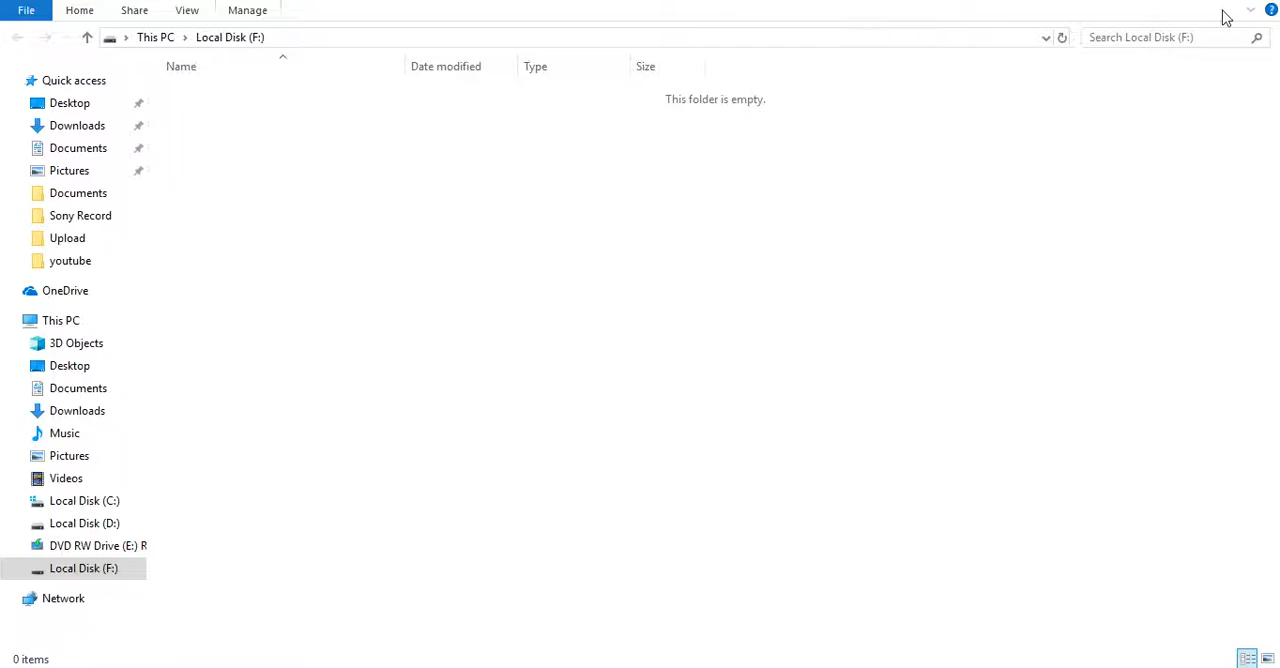 File Home Share View Manage
This PC Local Disk (F:) Search Local Disk (F:)
Name Date modified Type Size
This folder is empty.
Quick access
Desktop
Downloads
Documents
Pictures
Documents
Sony Record
Upload
youtube
OneDrive
This PC
3D Objects
Desktop
Documents
Downloads
Music
Pictures
Videos
Local Disk (C:)
Local Disk (D:)
DVD RW Drive (E:) R
Local Disk (F:)
Network
0 items